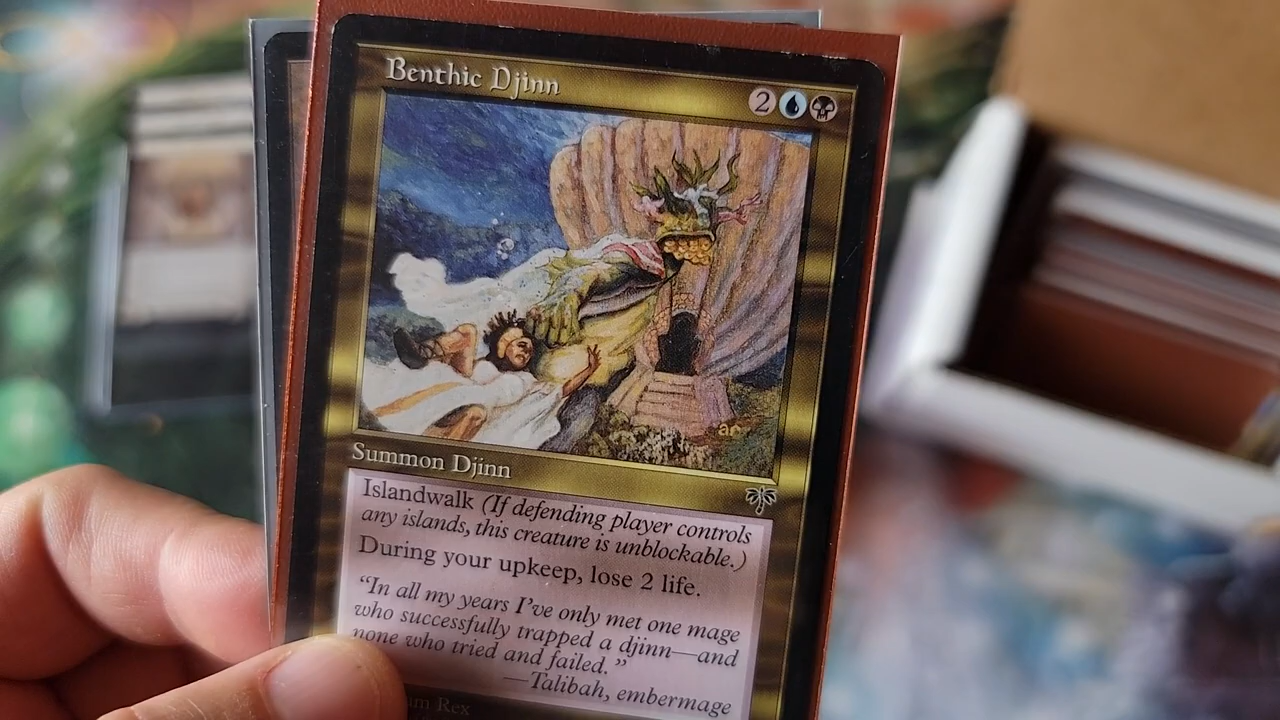 Benthic Djinn
2
Summon Djinn
Islandwalk (If defending player controls
any islands, this creature is unblockable.)
During your upkeep, lose 2 life.
“In all my years I’ve only met one mage
who successfully trapped a djinn—and
none who tried and failed.”
—Talibah, embermage
Rex